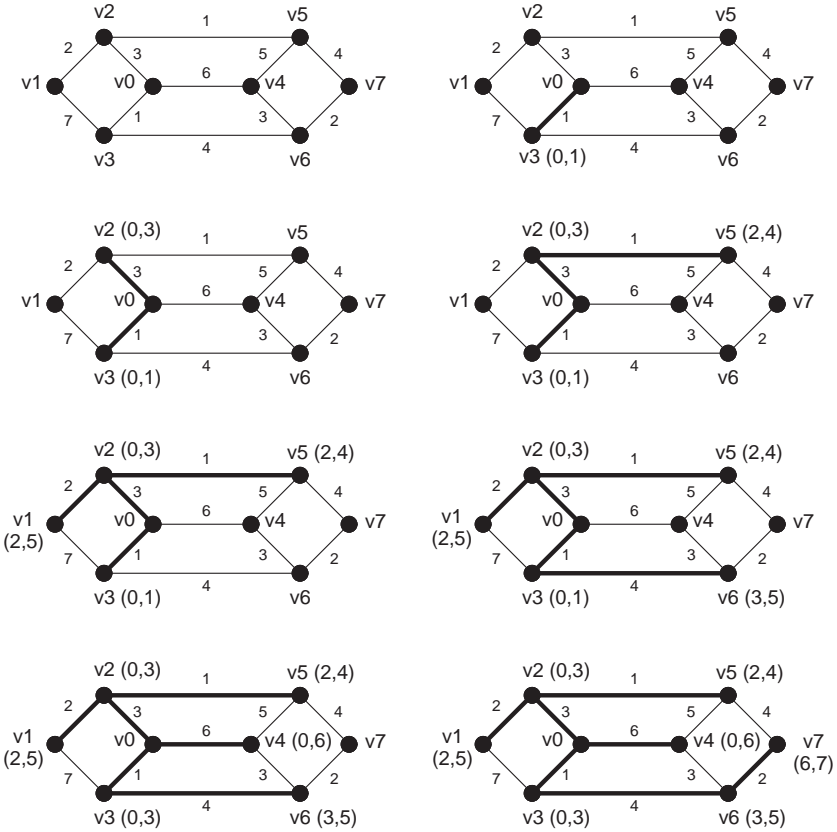 v2 v5
1
2 3 5 4
6
v1 v0 v4 v7
7 1 3 2
4
v3 v6
v2 v5
1
2 3 5 4
6
v1 v0 v4 v7
7 1 3 2
4
v3 (0,1) v6
v2 (0,3) v5
1
2 3 5 4
6
v1 v0 v4 v7
7 1 3 2
4
v3 (0,1) v6
v2 (0,3) v5 (2,4)
1
2 3 5 4
6
v1 v0 v4 v7
7 1 3 2
4
v3 (0,1) v6
v2 (0,3) v5 (2,4)
1
2 3 5 4
6
v1 v0 v4 v7
(2,5)
7 1 3 2
4
v3 (0,1) v6
v2 (0,3) v5 (2,4)
1
2 3 5 4
6
v1 v0 v4 v7
(2,5)
7 1 3 2
4
v3 (0,1) v6 (3,5)
v2 (0,3) v5 (2,4)
1
2 3 5 4
6
v1 v0 v4 (0,6) v7
(2,5)
7 1 3 2
4
v3 (0,3) v6 (3,5)
v2 (0,3) v5 (2,4)
1
2 3 5 4
6
v1 v0 v4 (0,6) v7
(2,5) (6,7)
7 1 3 2
4
v3 (0,3) v6 (3,5)